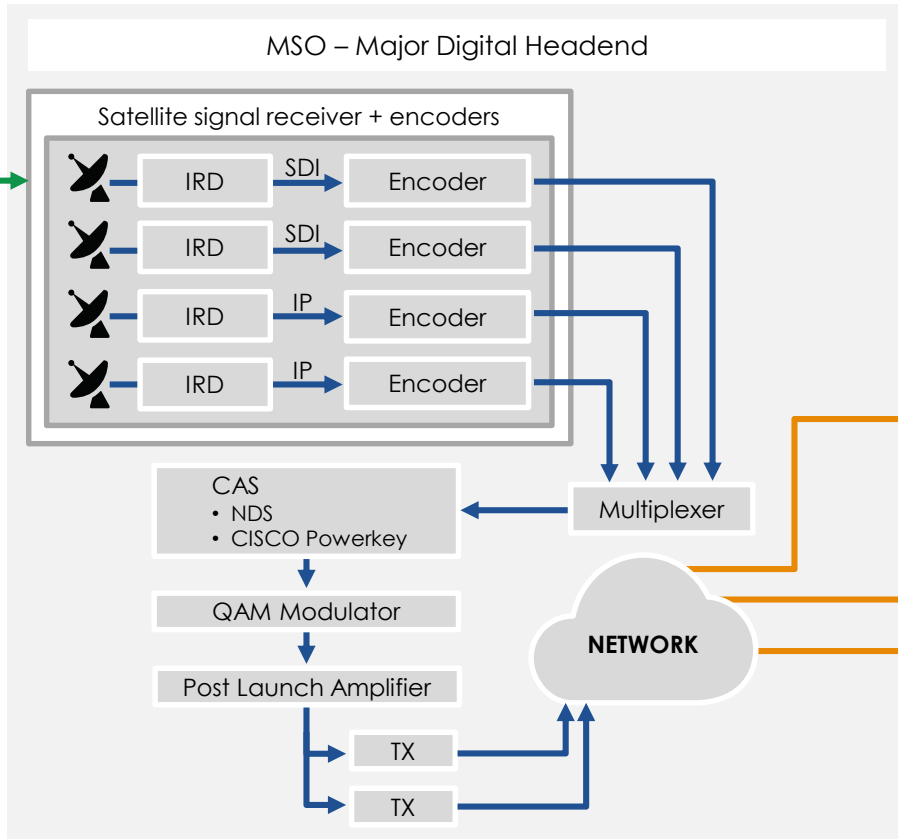 MSO – Major Digital Headend
Satellite signal receiver + encoders
IRD
SDI
Encoder
IRD
SDI
Encoder
IRD
IP
Encoder
IRD
IP
Encoder
CAS
• NDS
• CISCO Powerkey
Multiplexer
QAM Modulator
NETWORK
Post Launch Amplifier
TX
TX